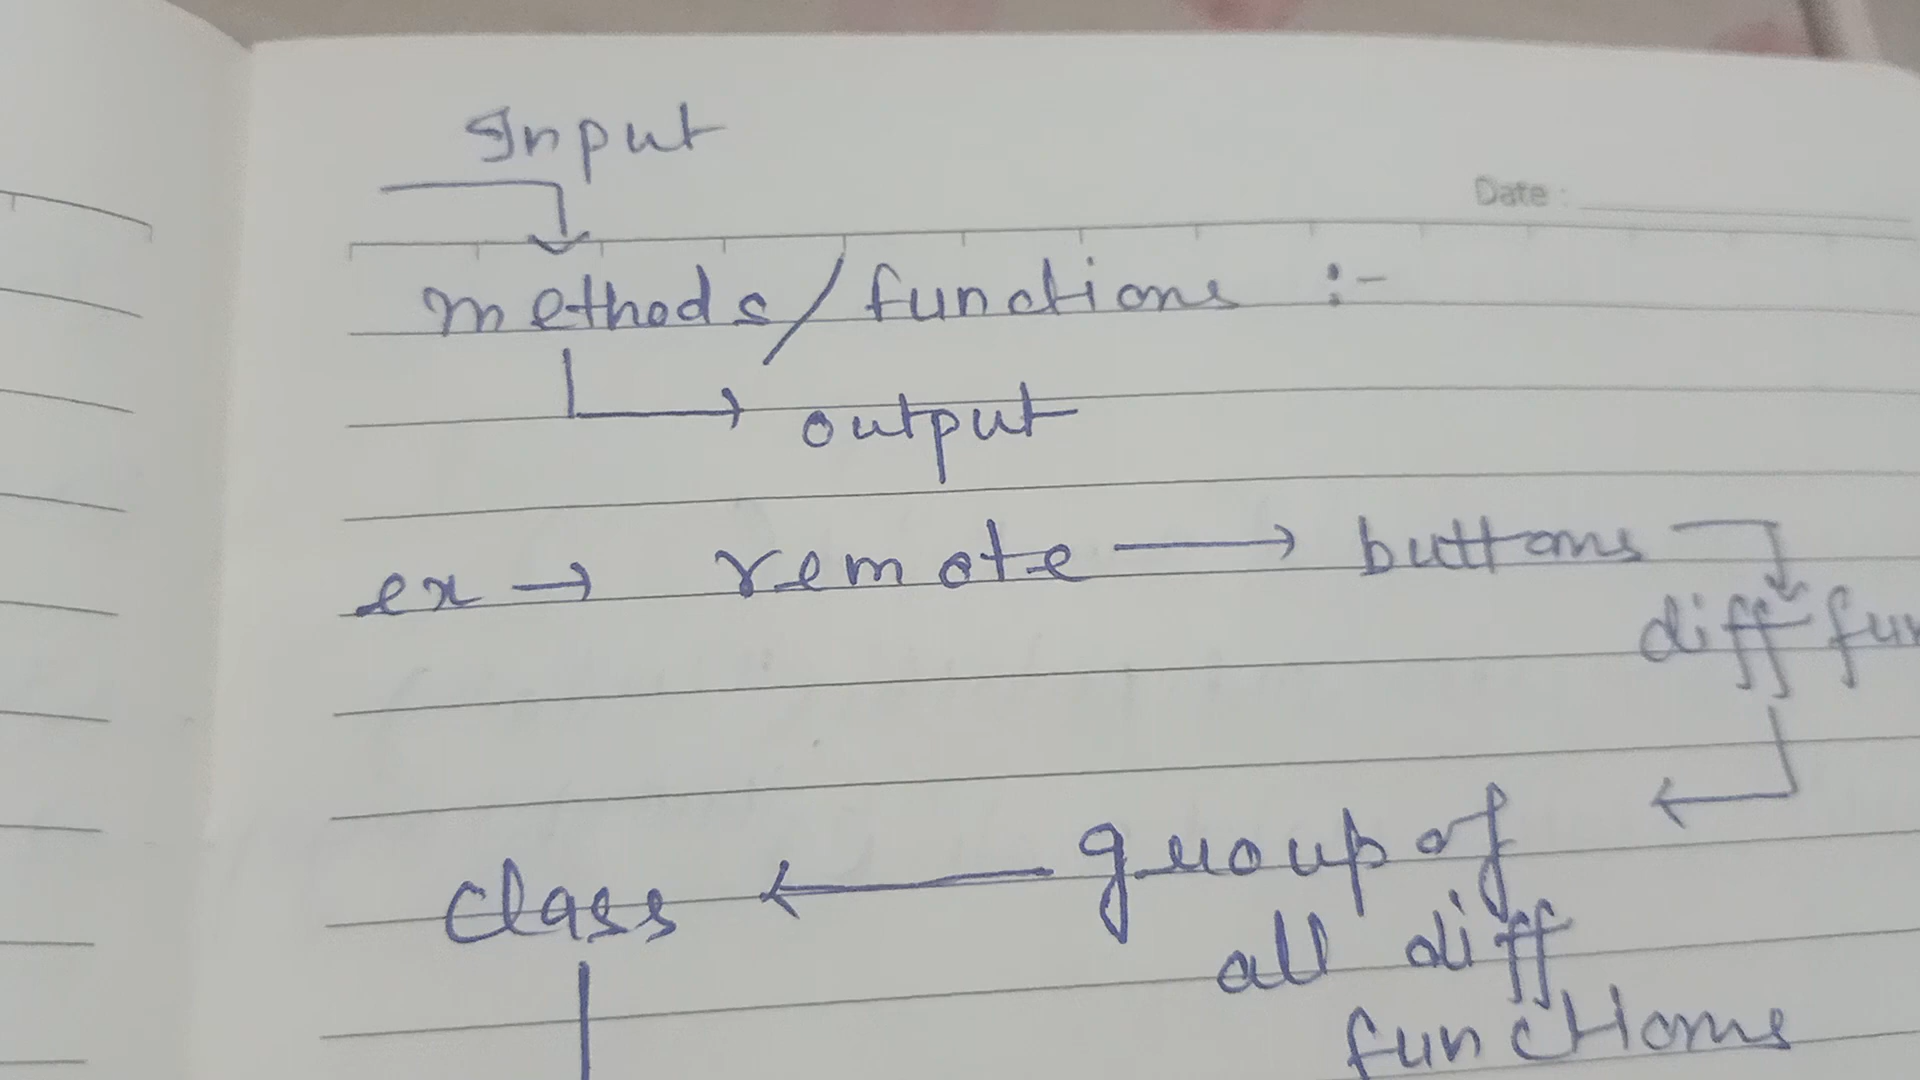 Input
Date :
methods/functions :-
output
ex → remote → buttons
diff
class ← group of
all diff
functions